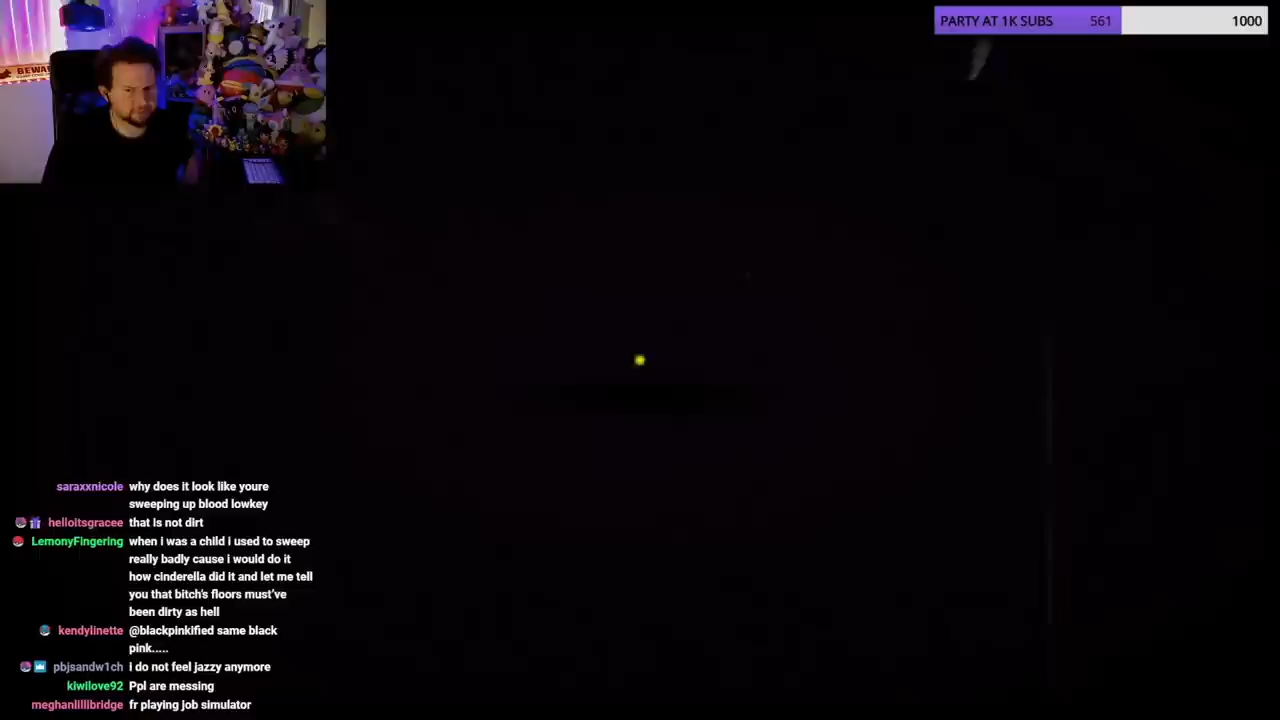 BEWA
PARTY AT 1K SUBS 561 1000
saraxxnicole why does it look like youre
sweeping up blood lowkey
helloitsgracee that is not dirt
LemonyFingering when i was a child i used to sweep
really badly cause i would do it
how cinderella did it and let me tell
you that bitch's floors must've
been dirty as hell
kendylinette @blackpinkified same black
pink.....
pbjsandw1ch i do not feel jazzy anymore
kiwilove92 Ppl are messing
meghanlilllbridge fr playing job simulator